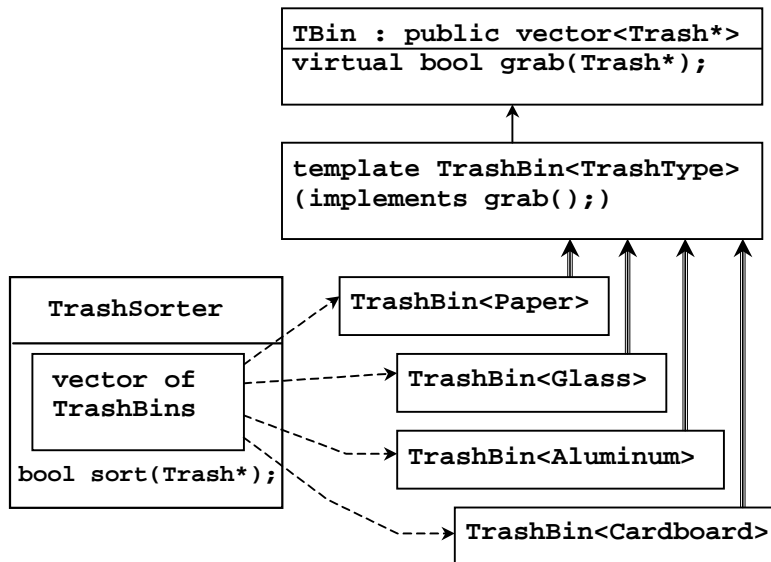 TBin : public vector<Trash*>
virtual bool grab(Trash*);
template TrashBin<TrashType>
(implements grab();)
TrashSorter
vector of
TrashBins
bool sort(Trash*);
TrashBin<Paper>
TrashBin<Glass>
TrashBin<Aluminum>
TrashBin<Cardboard>